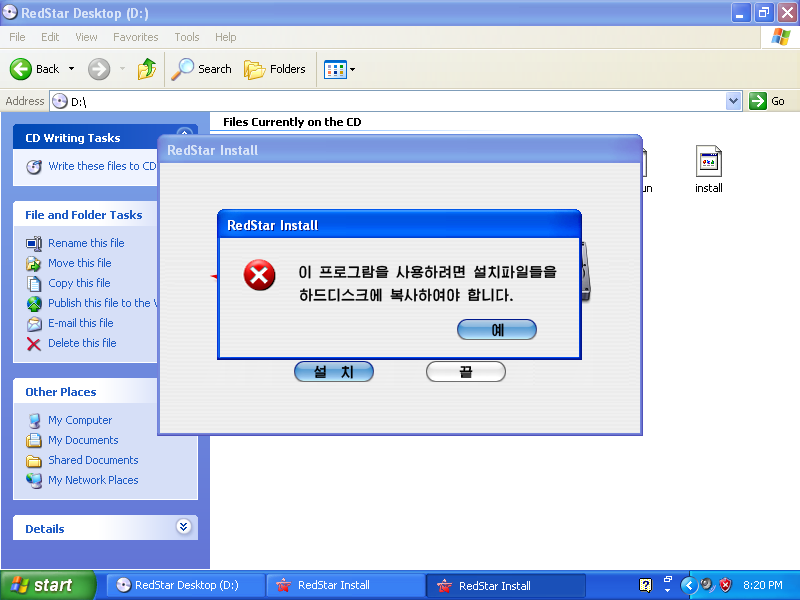 RedStar Desktop (D:)
File Edit View Favorites Tools Help
Back Search Folders
Address D:\ Go
CD Writing Tasks
Write these files to CD
File and Folder Tasks
Rename this file
Move this file
Copy this file
Publish this file to the
E-mail this file
Delete this file
Other Places
My Computer
My Documents
Shared Documents
My Network Places
Details
Files Currently on the CD
install
RedStar Install
RedStar Install
이 프로그람을 사용하려면 설치파일들을
하드디스크에 복사하여야 합니다.
예
설 치 끝
start RedStar Desktop (D:) RedStar Install RedStar Install 8:20 PM